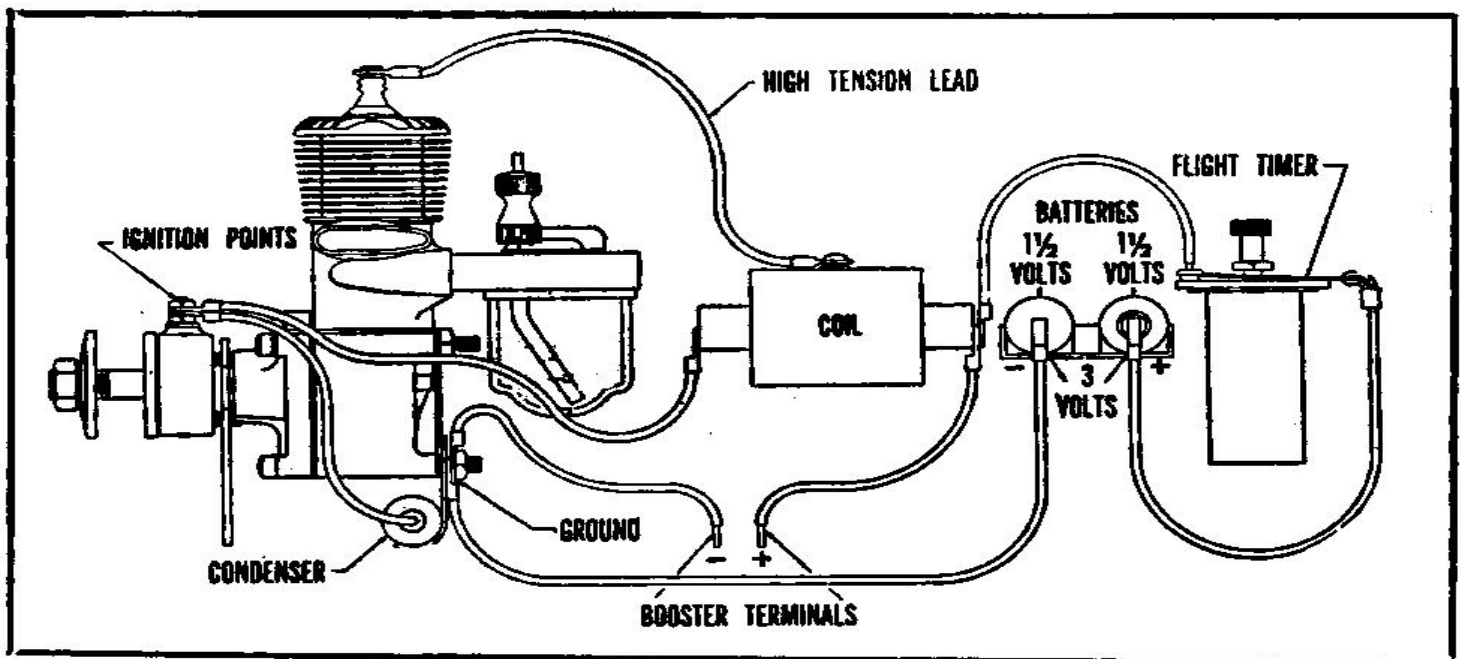 HIGH TENSION LEAD
FLIGHT TIMER
BATTERIES
1½ 1½
VOLTS VOLTS
IGNITION POINTS
COIL
- 3 +
VOLTS
GROUND
CONDENSER
- +
BOOSTER TERMINALS